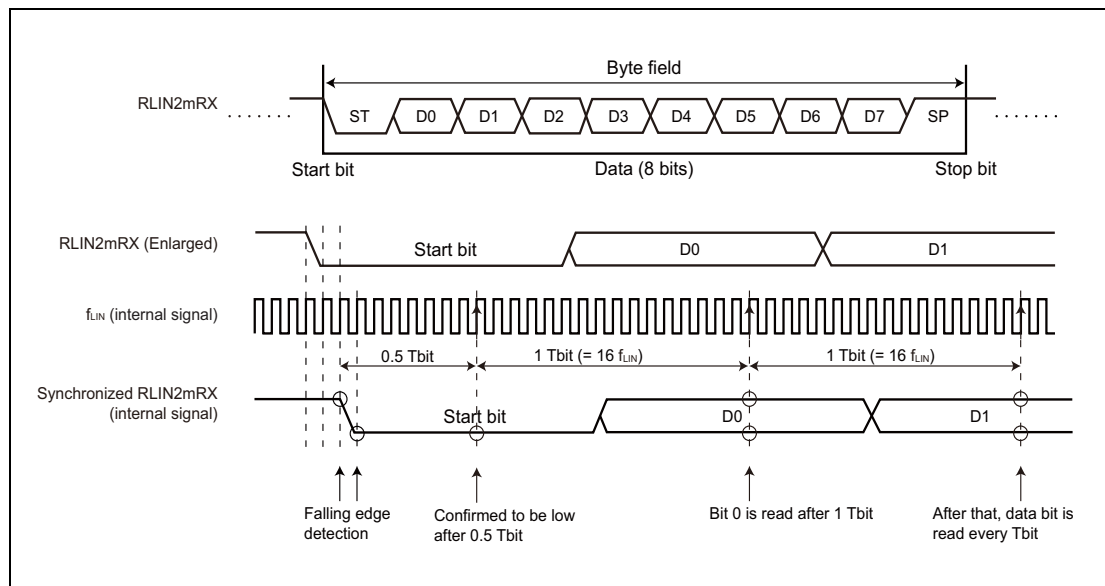 Byte field
RLIN2mRX
ST D0 D1 D2 D3 D4 D5 D6 D7 SP
Start bit Data (8 bits) Stop bit
RLIN2mRX (Enlarged)
Start bit D0 D1
fLIN (internal signal)
0.5 Tbit 1 Tbit (= 16 fLIN) 1 Tbit (= 16 fLIN)
Synchronized RLIN2mRX
(internal signal)
Start bit D0 D1
Falling edge
detection
Confirmed to be low
after 0.5 Tbit
Bit 0 is read after 1 Tbit
After that, data bit is
read every Tbit